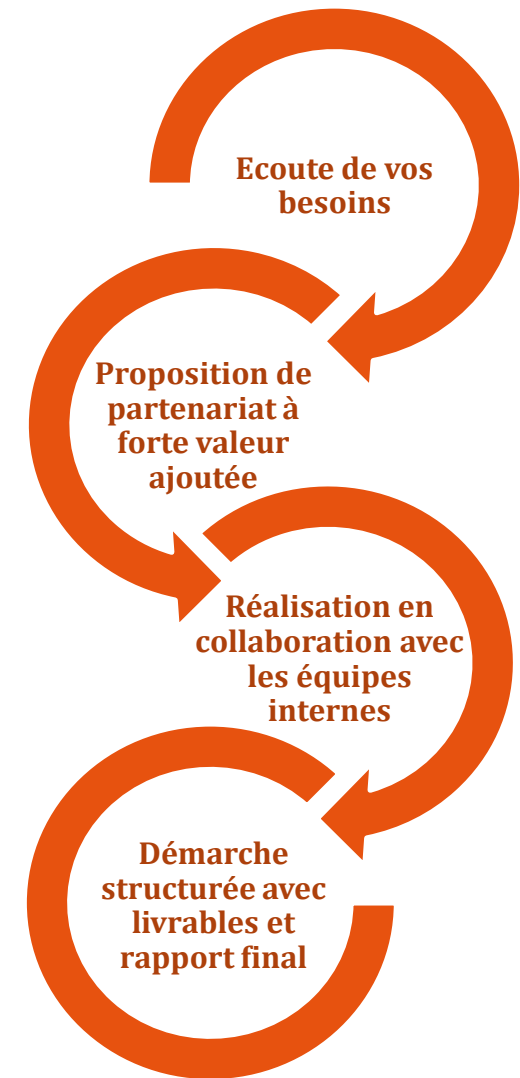 Ecoute de vos
besoins
Proposition de
partenariat à
forte valeur
ajoutée
Réalisation en
collaboration avec
les équipes
internes
Démarche
structurée avec
livrables et
rapport final